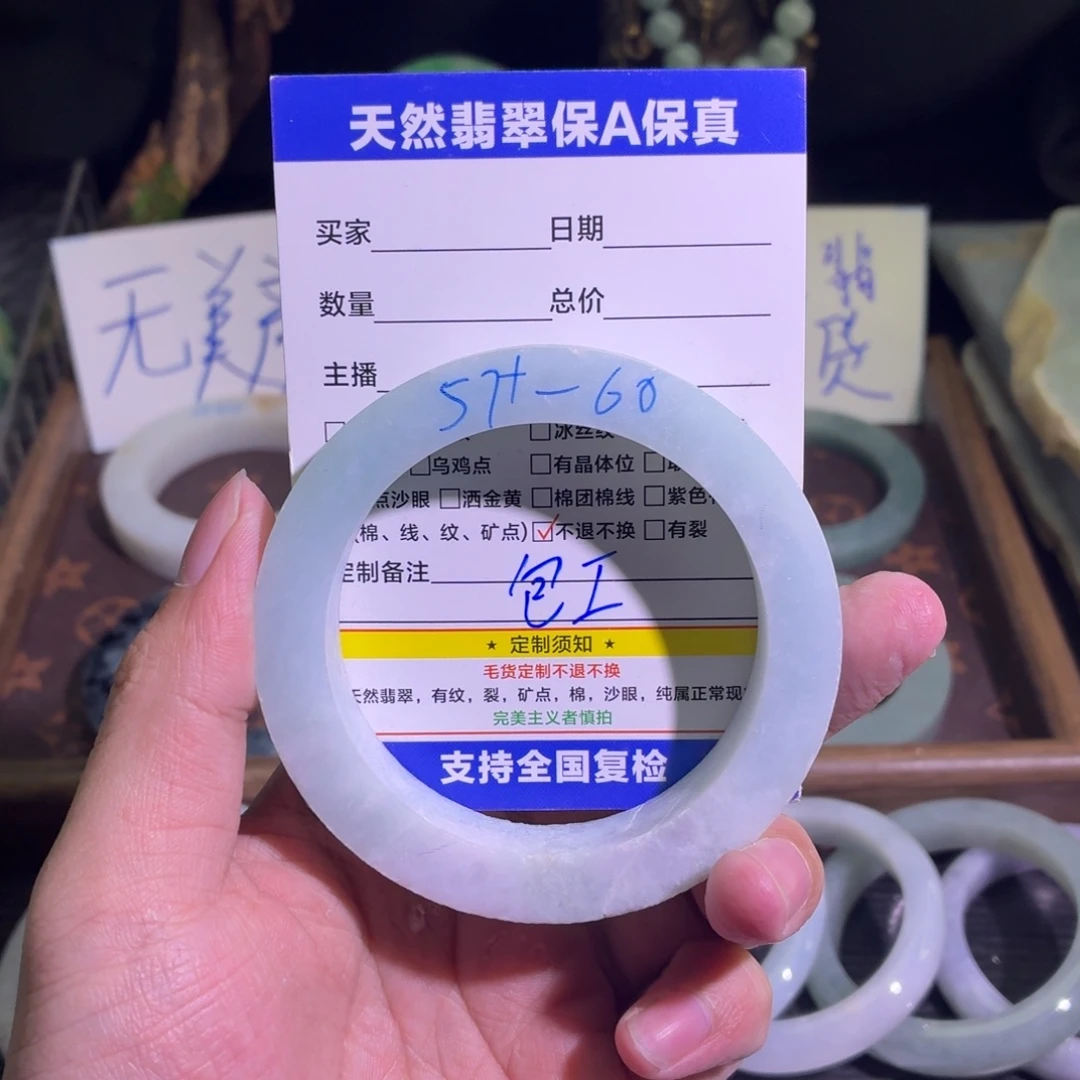 天然翡翠保A保真
买家 日期
数量 总价
无美
翡
货
主播
57+-60
□冰丝纹
□乌鸡点 □有晶体位
点沙眼 □洒金黄 □棉团棉线 □紫色
(棉、线、纹、矿点) ☑不退不换 □有裂
定制备注
包工
★ 定制须知 ★
毛货定制不退不换
天然翡翠，有纹，裂，矿点，棉，沙眼，纯属正常现
完美主义者慎拍
支持全国复检